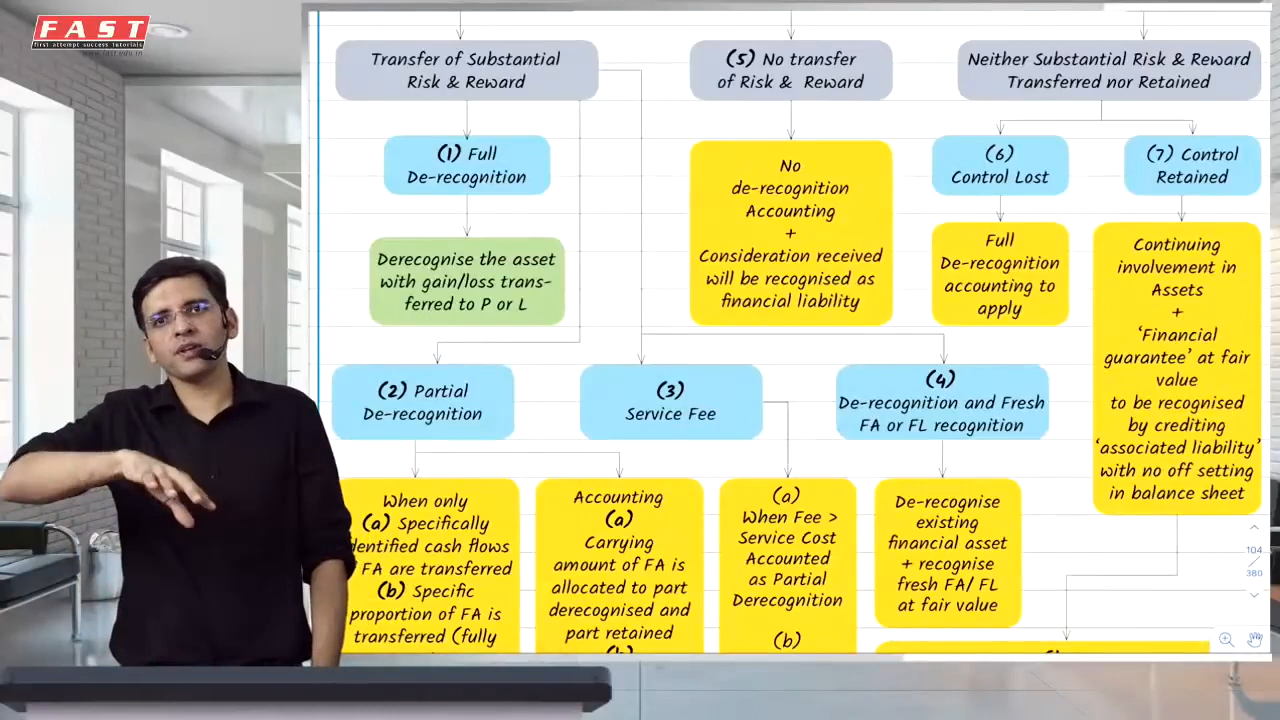 FAST
first attempt success tutorials
www.fast.edu.in
Transfer of Substantial
Risk & Reward
(5) No transfer
of Risk & Reward
Neither Substantial Risk & Reward
Transferred nor Retained
(1) Full
De-recognition
No
de-recognition
Accounting
+
Consideration received
will be recognised as
financial liability
(6)
Control Lost
(7) Control
Retained
Derecognise the asset
with gain/loss trans-
ferred to P or L
Full
De-recognition
accounting to
apply
Continuing
involvement in
Assets
+
‘Financial
guarantee’ at fair
value
to be recognised
by crediting
‘associated liability’
with no off setting
in balance sheet
(2) Partial
De-recognition
(3)
Service Fee
(4)
De-recognition and Fresh
FA or FL recognition
When only
(a) Specifically
identified cash flows
FA are transferred
(b) Specific
proportion of FA is
transferred (fully
Accounting
(a)
Carrying
amount of FA is
allocated to part
derecognised and
part retained
(b)
(a)
When Fee >
Service Cost
Accounted
as Partial
Derecognition
(b)
De-recognise
existing
financial asset
+ recognise
fresh FA/ FL
at fair value
104
/
380